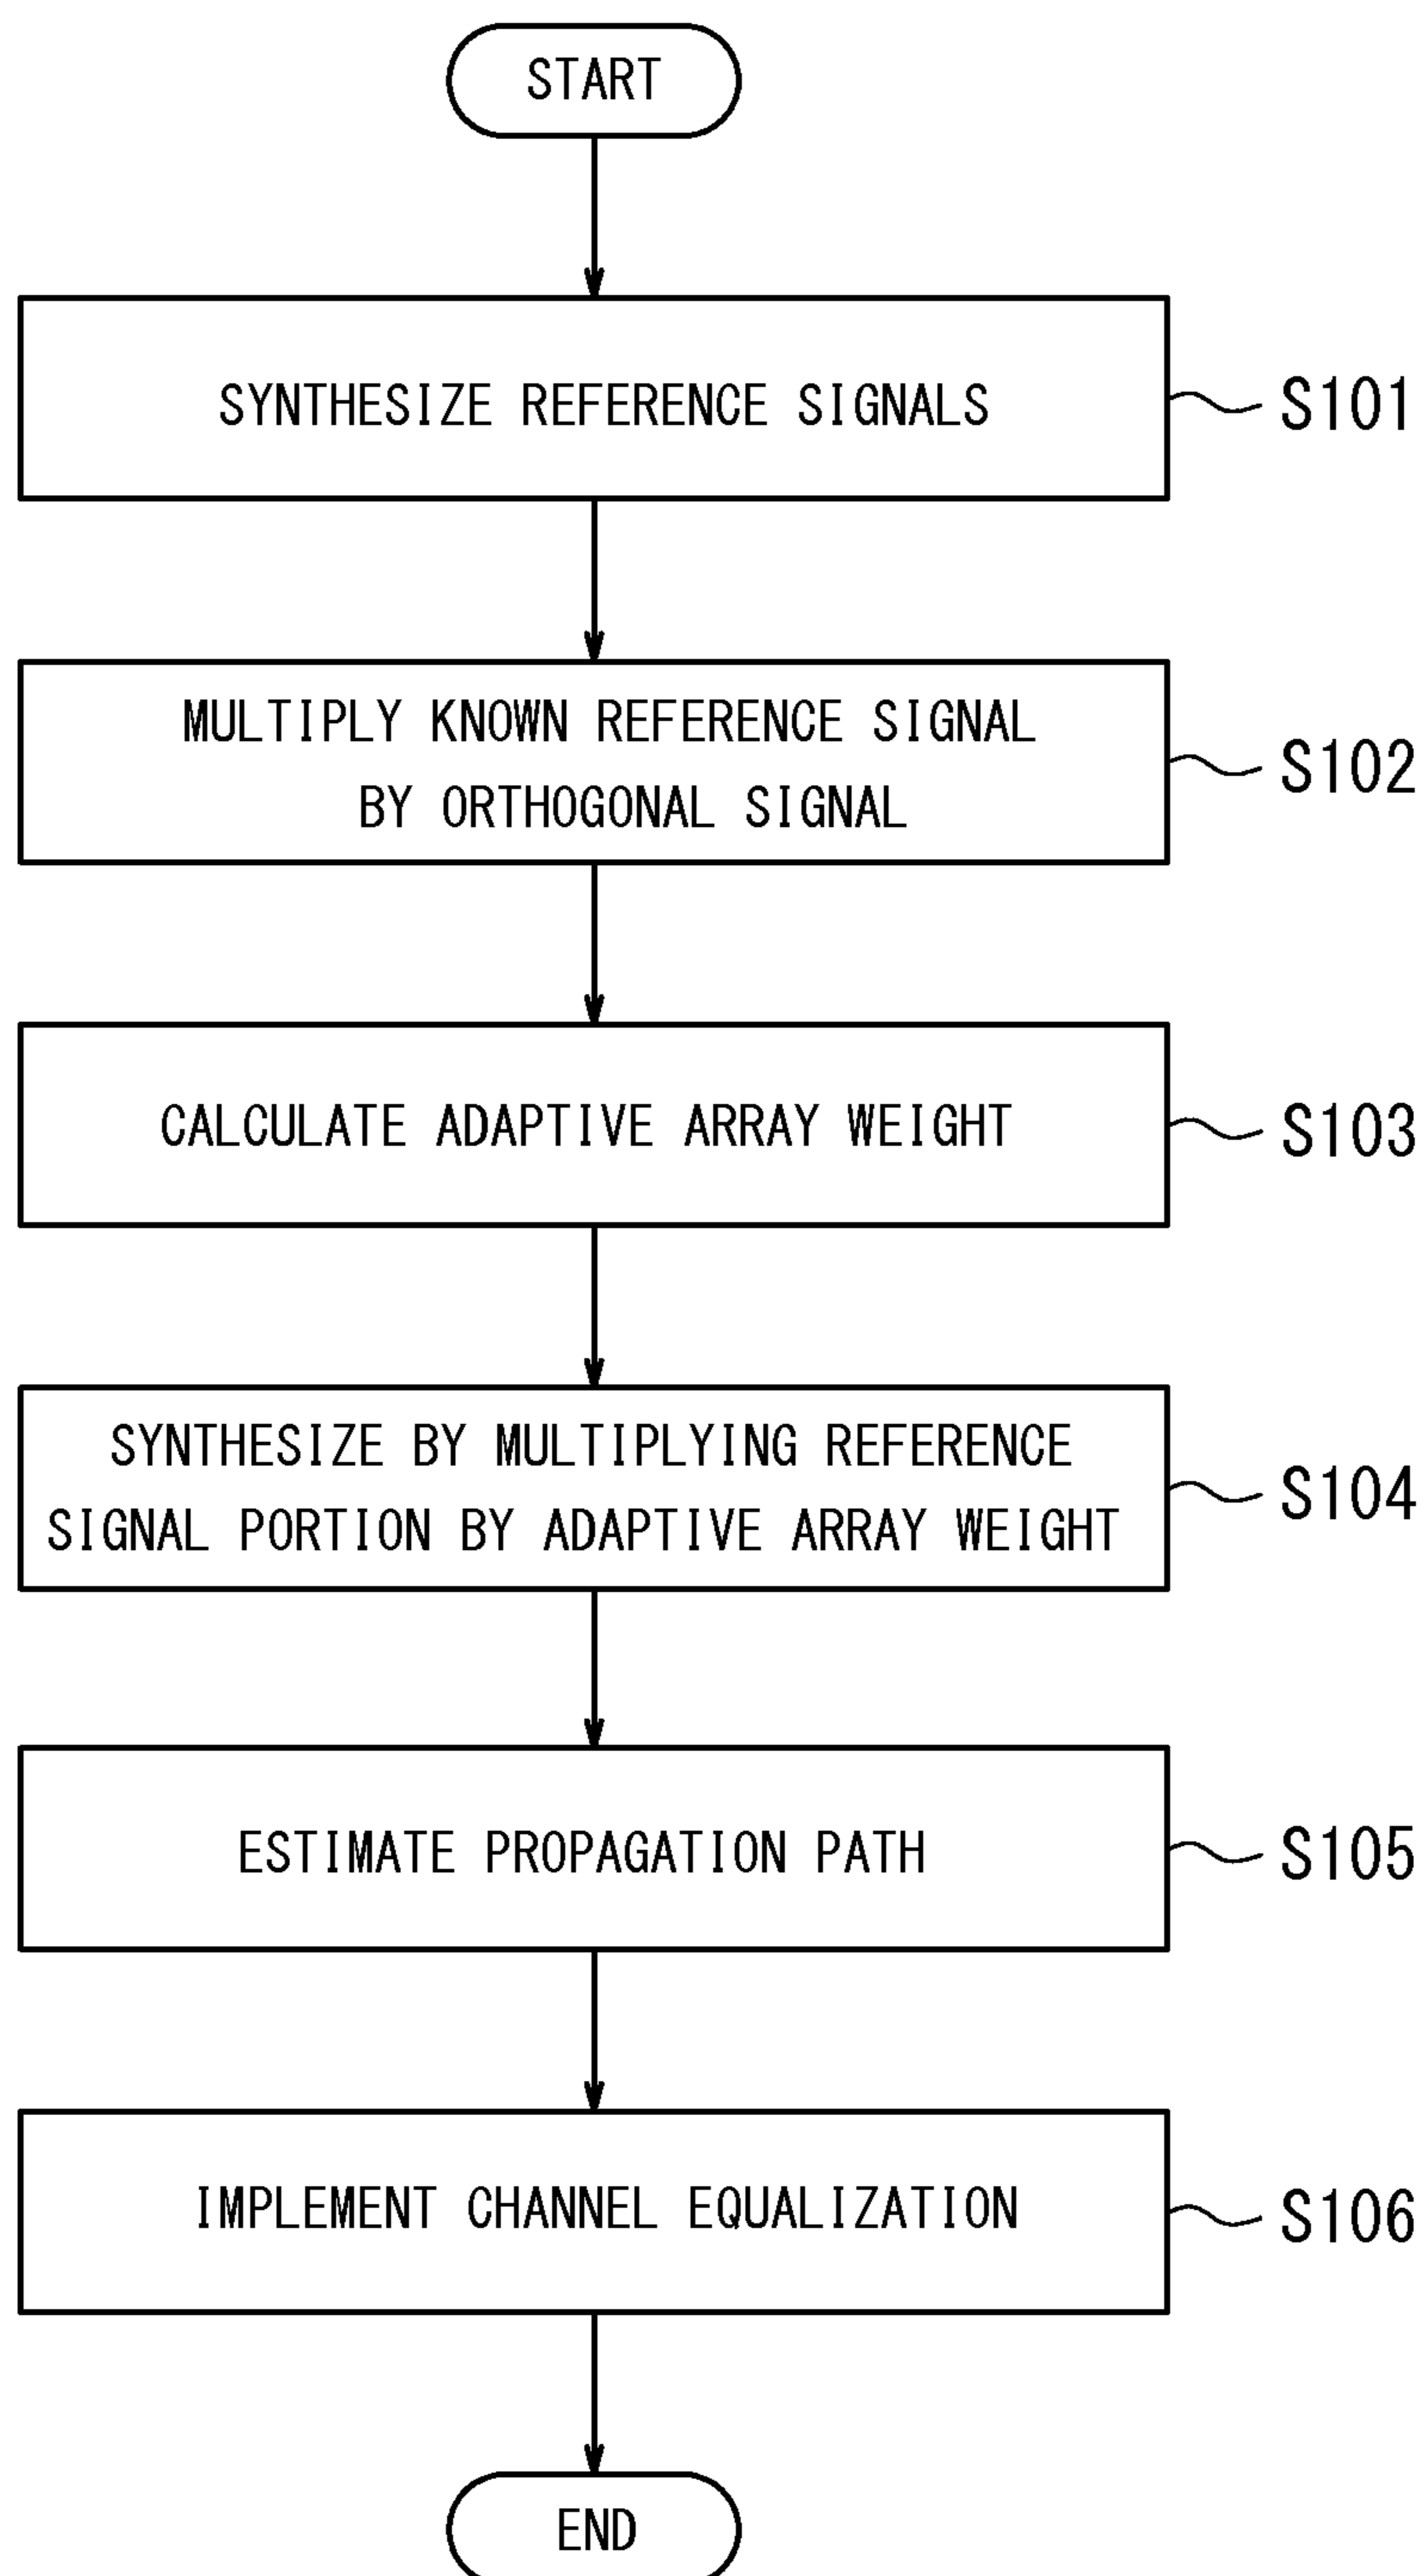 START
SYNTHESIZE REFERENCE SIGNALS
S101
MULTIPLY KNOWN REFERENCE SIGNAL
BY ORTHOGONAL SIGNAL
S102
CALCULATE ADAPTIVE ARRAY WEIGHT
S103
SYNTHESIZE BY MULTIPLYING REFERENCE
SIGNAL PORTION BY ADAPTIVE ARRAY WEIGHT
S104
ESTIMATE PROPAGATION PATH
S105
IMPLEMENT CHANNEL EQUALIZATION
S106
END